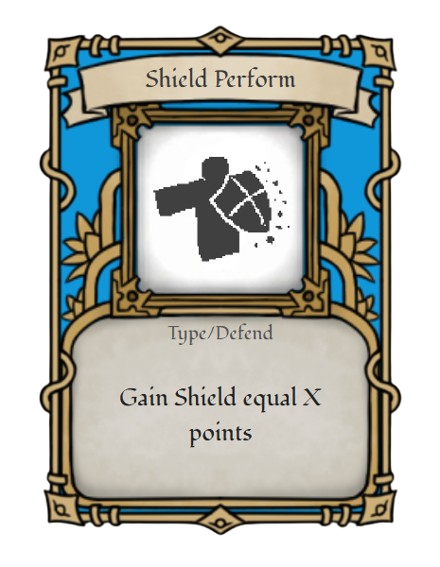 Shield Perform
Type/Defend
Gain Shield equal X
points